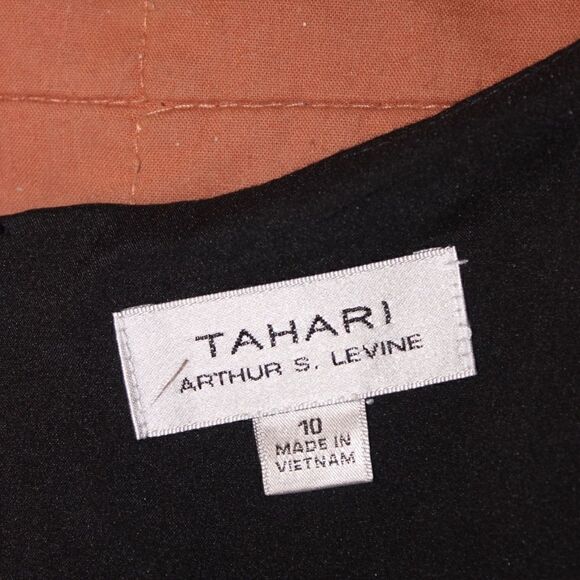 TAHARI
ARTHUR S. LEVINE
10
MADE IN
VIETNAM